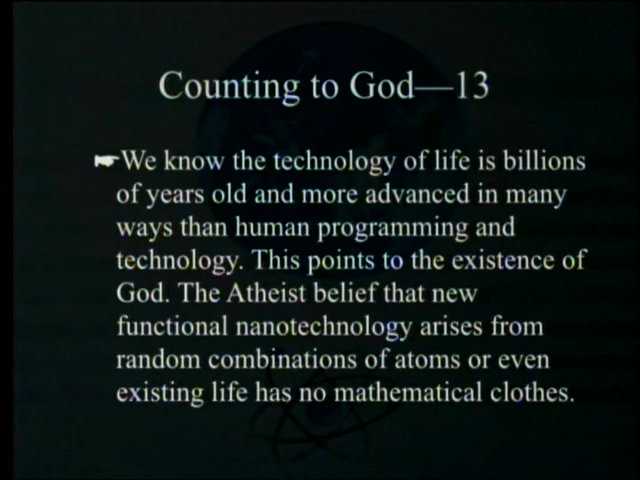 Counting to God—13
☛We know the technology of life is billions
of years old and more advanced in many
ways than human programming and
technology. This points to the existence of
God. The Atheist belief that new
functional nanotechnology arises from
random combinations of atoms or even
existing life has no mathematical clothes.